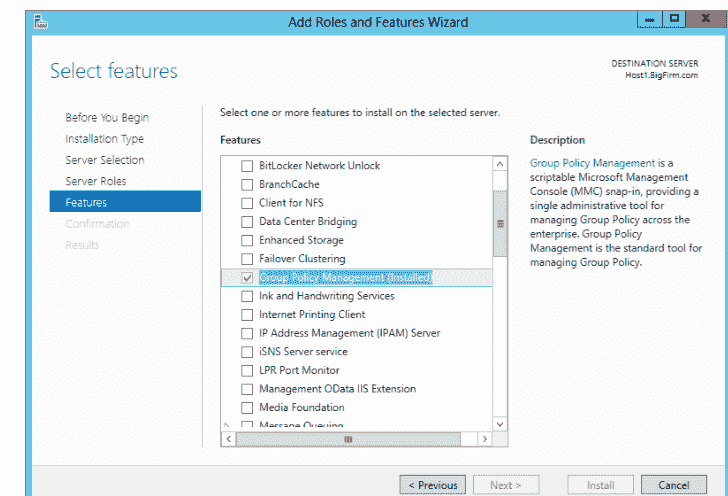 Add Roles and Features Wizard
Select features
DESTINATION SERVER
Host1.BigFirm.com
Before You Begin
Installation Type
Server Selection
Server Roles
Features
Confirmation
Results
Select one or more features to install on the selected server.
Features
BitLocker Network Unlock
BranchCache
Client for NFS
Data Center Bridging
Enhanced Storage
Failover Clustering
Group Policy Management (Installed)
Ink and Handwriting Services
Internet Printing Client
IP Address Management (IPAM) Server
iSNS Server service
LPR Port Monitor
Management OData IIS Extension
Media Foundation
Message Queuing
Description
Group Policy Management is a
scriptable Microsoft Management
Console (MMC) snap-in, providing a
single administrative tool for
managing Group Policy across the
enterprise. Group Policy
Management is the standard tool for
managing Group Policy.
< Previous
Next >
Install
Cancel